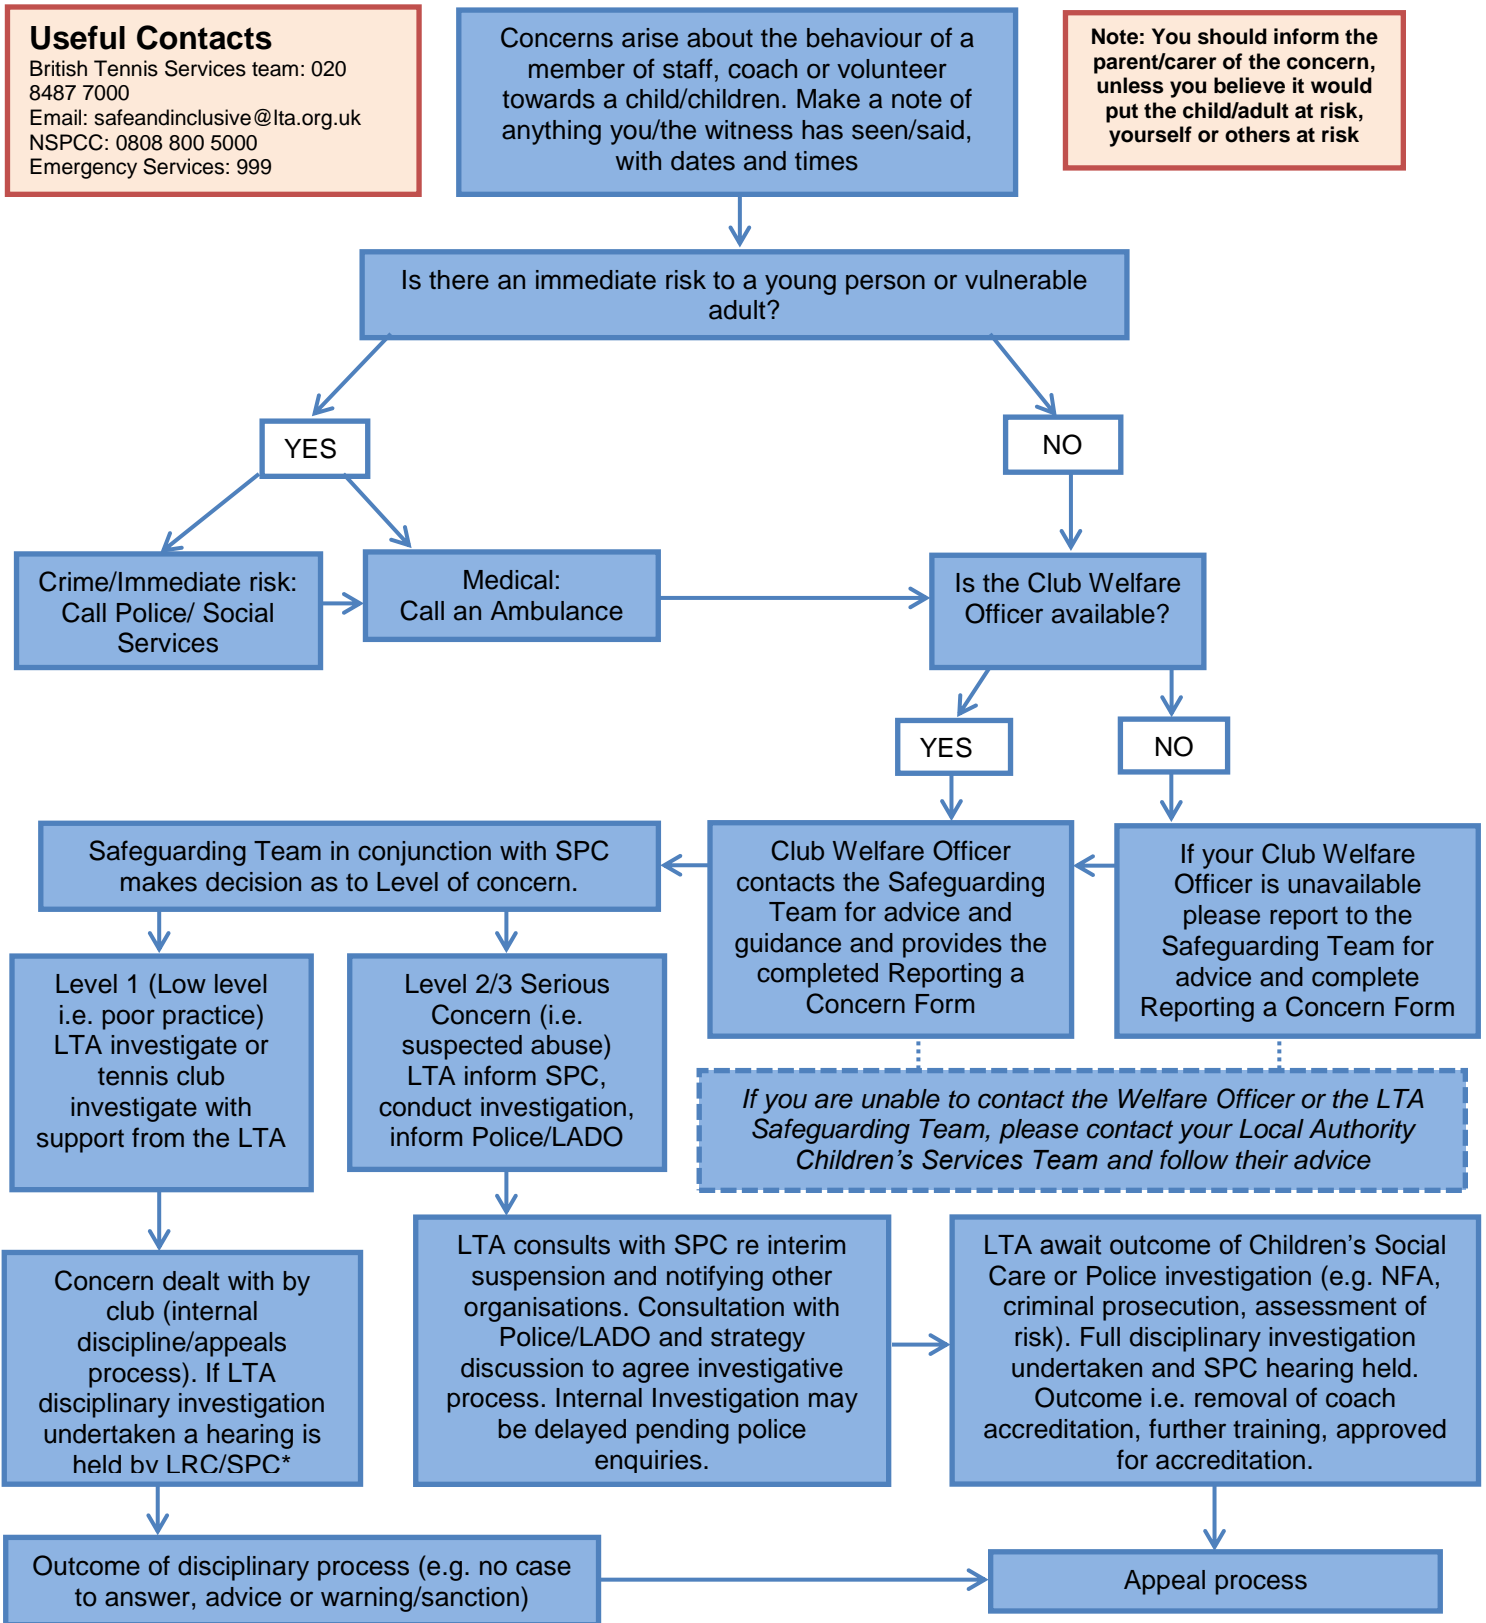 Useful Contacts
British Tennis Services team: 020
8487 7000
Email: safeandinclusive@lta.org.uk
NSPCC: 0808 800 5000
Emergency Services: 999
Concerns arise about the behaviour of a
member of staff, coach or volunteer
towards a child/children. Make a note of
anything you/the witness has seen/said,
with dates and times
Note: You should inform the
parent/carer of the concern,
unless you believe it would
put the child/adult at risk,
yourself or others at risk
Is there an immediate risk to a young person or vulnerable
adult?
YES
NO
Crime/Immediate risk:
Call Police/ Social
Services
Medical:
Call an Ambulance
Is the Club Welfare
Officer available?
YES
NO
Safeguarding Team in conjunction with SPC
makes decision as to Level of concern.
Club Welfare Officer
contacts the Safeguarding
Team for advice and
guidance and provides the
completed Reporting a
Concern Form
If your Club Welfare
Officer is unavailable
please report to the
Safeguarding Team for
advice and complete
Reporting a Concern Form
Level 1 (Low level
i.e. poor practice)
LTA investigate or
tennis club
investigate with
support from the LTA
Level 2/3 Serious
Concern (i.e.
suspected abuse)
LTA inform SPC,
conduct investigation,
inform Police/LADO
If you are unable to contact the Welfare Officer or the LTA
Safeguarding Team, please contact your Local Authority
Children's Services Team and follow their advice
Concern dealt with by
club (internal
discipline/appeals
process). If LTA
disciplinary investigation
undertaken a hearing is
held by LRC/SPC*
LTA consults with SPC re interim
suspension and notifying other
organisations. Consultation with
Police/LADO and strategy
discussion to agree investigative
process. Internal Investigation may
be delayed pending police
enquiries.
LTA await outcome of Children's Social
Care or Police investigation (e.g. NFA,
criminal prosecution, assessment of
risk). Full disciplinary investigation
undertaken and SPC hearing held.
Outcome i.e. removal of coach
accreditation, further training, approved
for accreditation.
Outcome of disciplinary process (e.g. no case
to answer, advice or warning/sanction)
Appeal process